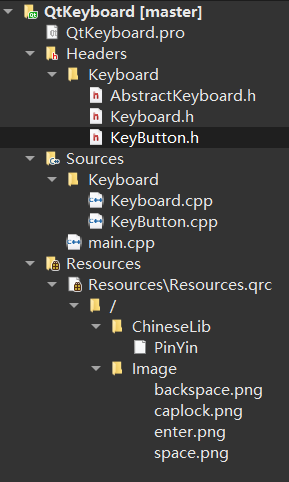 QtKeyboard [master]
QtKeyboard.pro
Headers
Keyboard
AbstractKeyboard.h
Keyboard.h
KeyButton.h
Sources
Keyboard
Keyboard.cpp
KeyButton.cpp
main.cpp
Resources
Resources\Resources.qrc
/
ChineseLib
PinYin
Image
backspace.png
caplock.png
enter.png
space.png